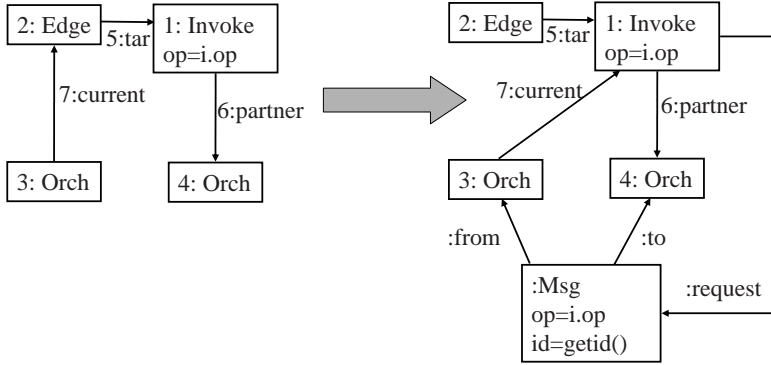 2: Edge
5:tar
1: Invoke
op=i.op
7:current
6:partner
3: Orch
4: Orch
2: Edge
5:tar
1: Invoke
op=i.op
7:current
6:partner
3: Orch
4: Orch
:from
:to
:Msg
op=i.op
id=getid()
:request